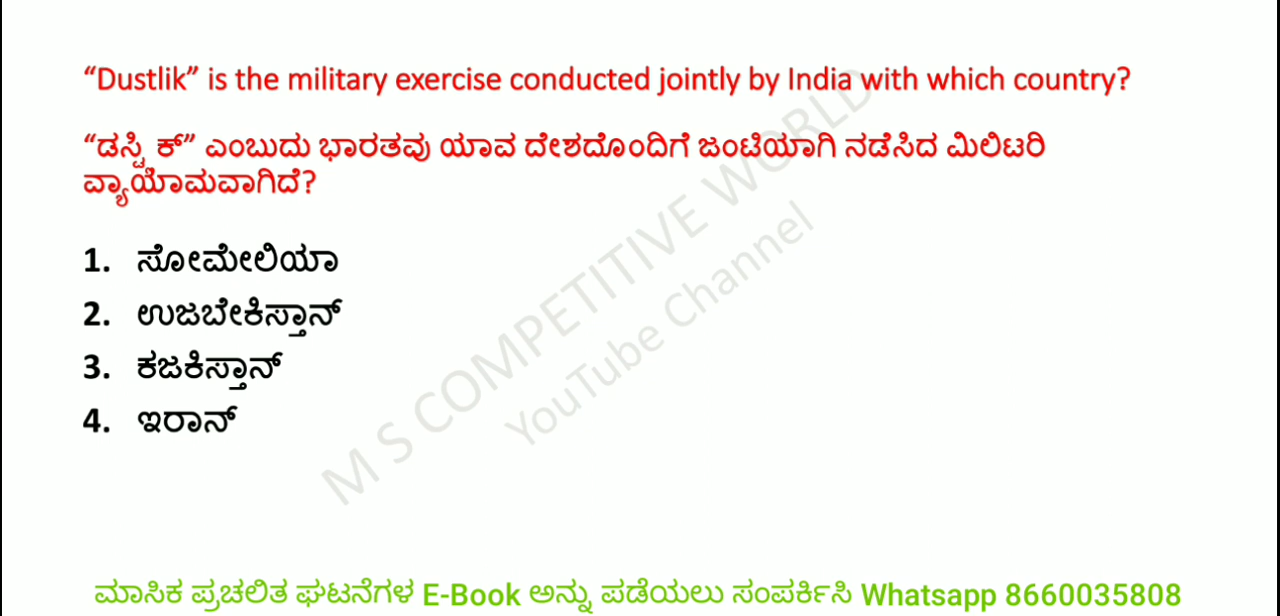 “Dustlik” is the military exercise conducted jointly by India with which country?
“ಡಸ್ಟ್ಲಿಕ್” ಎಂಬುದು ಭಾರತವು ಯಾವ ದೇಶದೊಂದಿಗೆ ಜಂಟಿಯಾಗಿ ನಡೆಸಿದ ಮಿಲಿಟರಿ
ವ್ಯಾಯಾಮವಾಗಿದೆ?
1. ಸೋಮೇಲಿಯಾ
2. ಉಜಬೇಕಿಸ್ತಾನ್
3. ಕಜಕಿಸ್ತಾನ್
4. ಇರಾನ್
M S COMPETITIVE WORLD
YouTube Channel
ಮಾಸಿಕ ಪ್ರಚಲಿತ ಘಟನೆಗಳ E-Book ಅನ್ನು ಪಡೆಯಲು ಸಂಪರ್ಕಿಸಿ Whatsapp 8660035808